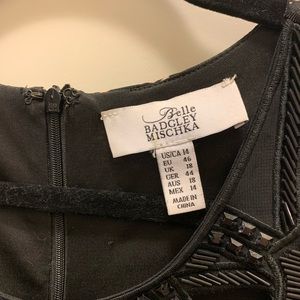 Belle
BADGLEY
MISCHKA
US/CA 14
EU 46
UK 18
GER 44
AUS 18
MEX 14
MADE IN
CHINA